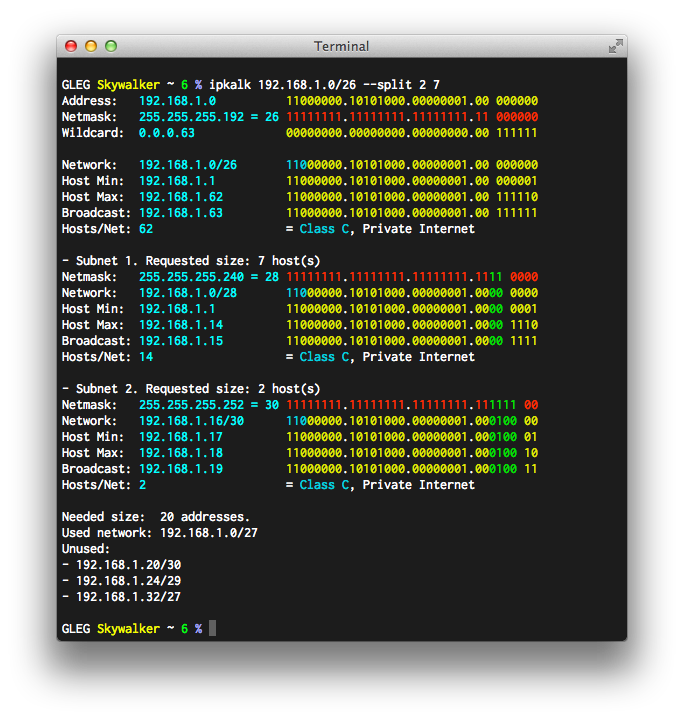 Terminal
GLEG Skywalker ~ 6 % ipkalk 192.168.1.0/26 --split 2 7
Address:   192.168.1.0          11000000.10101000.00000001.00 000000
Netmask:   255.255.255.192 = 26 11111111.11111111.11111111.11 000000
Wildcard:  0.0.0.63             00000000.00000000.00000000.00 111111
Network:   192.168.1.0/26       11000000.10101000.00000001.00 000000
Host Min:  192.168.1.1          11000000.10101000.00000001.00 000001
Host Max:  192.168.1.62         11000000.10101000.00000001.00 111110
Broadcast: 192.168.1.63         11000000.10101000.00000001.00 111111
Hosts/Net: 62                   = Class C, Private Internet
- Subnet 1. Requested size: 7 host(s)
Netmask:   255.255.255.240 = 28 11111111.11111111.11111111.1111 0000
Network:   192.168.1.0/28       11000000.10101000.00000001.0000 0000
Host Min:  192.168.1.1          11000000.10101000.00000001.0000 0001
Host Max:  192.168.1.14         11000000.10101000.00000001.0000 1110
Broadcast: 192.168.1.15         11000000.10101000.00000001.0000 1111
Hosts/Net: 14                   = Class C, Private Internet
- Subnet 2. Requested size: 2 host(s)
Netmask:   255.255.255.252 = 30 11111111.11111111.11111111.111111 00
Network:   192.168.1.16/30      11000000.10101000.00000001.000100 00
Host Min:  192.168.1.17         11000000.10101000.00000001.000100 01
Host Max:  192.168.1.18         11000000.10101000.00000001.000100 10
Broadcast: 192.168.1.19         11000000.10101000.00000001.000100 11
Hosts/Net: 2                    = Class C, Private Internet
Needed size:  20 addresses.
Used network: 192.168.1.0/27
Unused:
- 192.168.1.20/30
- 192.168.1.24/29
- 192.168.1.32/27
GLEG Skywalker ~ 6 %